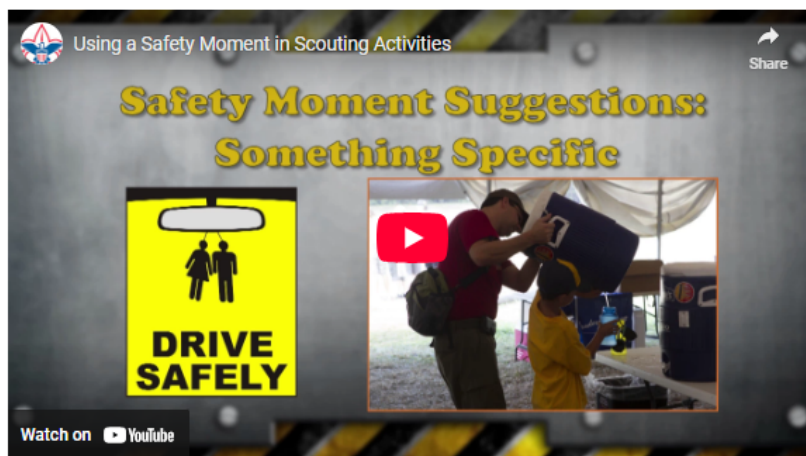 Using a Safety Moment in Scouting Activities
Share
Safety Moment Suggestions:
Something Specific
DRIVE
SAFELY
Watch on YouTube